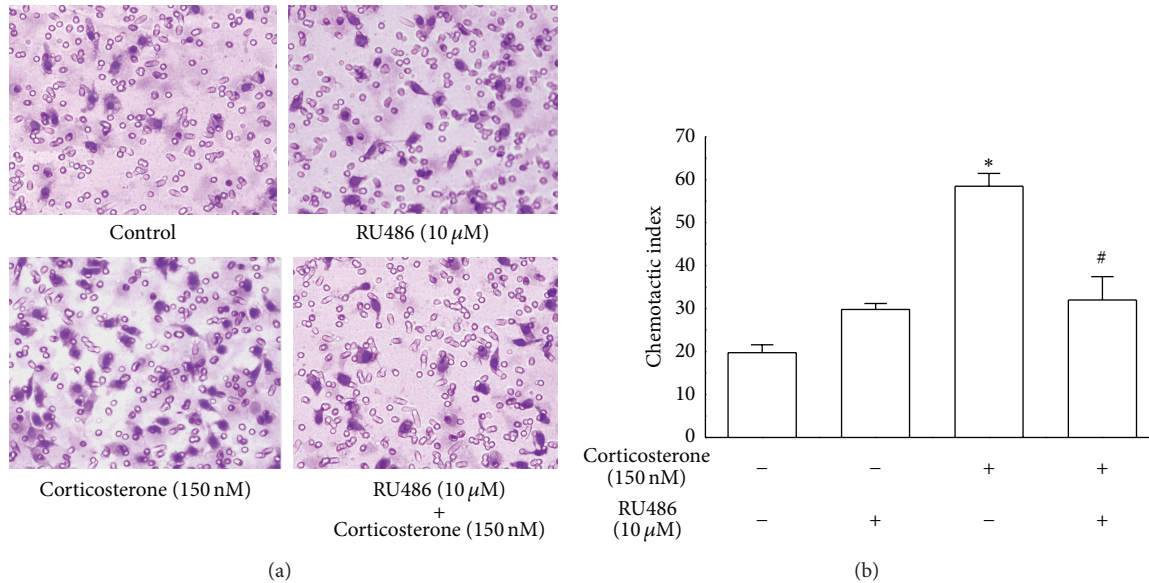 Control
RU486 (10 μM)
Corticosterone (150 nM)
RU486 (10 μM)
+
Corticosterone (150 nM)
(a)
Chemotactic index
70
60
50
40
30
20
10
0
*
#
Corticosterone
(150 nM)
− − + +
RU486
(10 μM)
− + − +
(b)